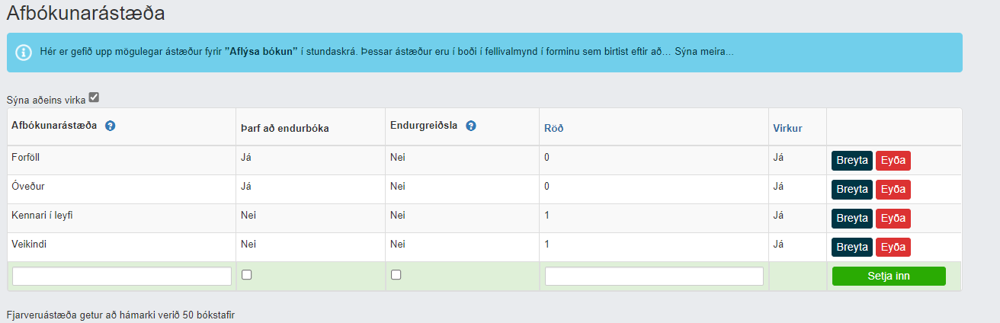 Afbókunarástæða
Hér er gefið upp mögulegar ástæður fyrir ”Aflýsa bókun” í stundaskrá. Þessar ástæður eru í boði í fellivalmynd í forminu sem birtist eftir að… Sýna meira...
Sýna aðeins virka
Afbókunarástæða ? Þarf að endurbóka Endurgreiðsla ? Röð Virkur
Forföll Já Nei 0 Já Breyta Eyða
Óveður Já Nei 0 Já Breyta Eyða
Kennari í leyfi Nei Nei 1 Já Breyta Eyða
Veikindi Nei Nei 1 Já Breyta Eyða
Setja inn
Fjarveruástæða getur að hámarki verið 50 bókstafir